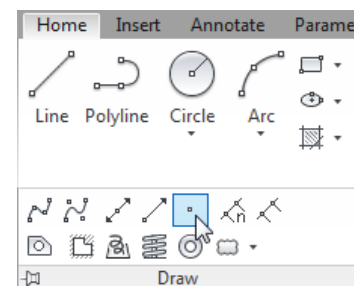 Home Insert Annotate Parame
Line Polyline Circle Arc
n
Draw